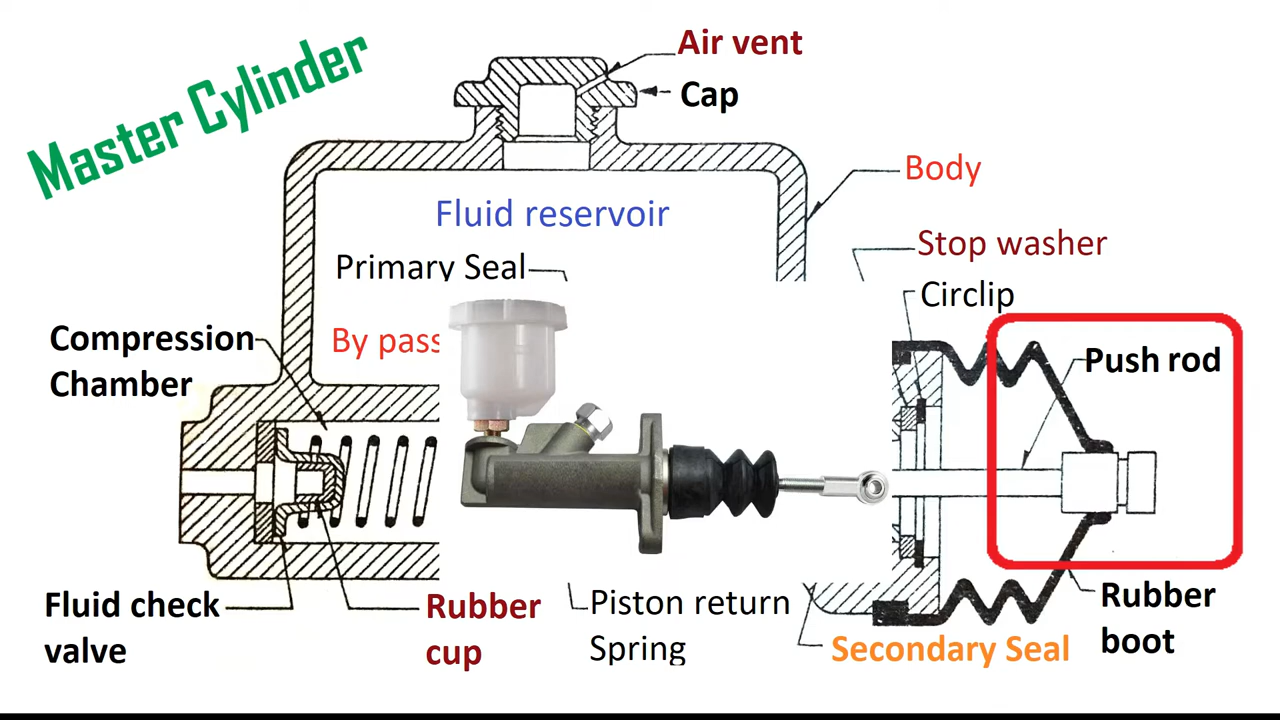 Master Cylinder
Air vent
Cap
Body
Fluid reservoir
Stop washer
Primary Seal
Circlip
Compression
Chamber
By pass
Push rod
Fluid check
valve
Rubber
cup
Piston return
Spring
Secondary Seal
Rubber
boot